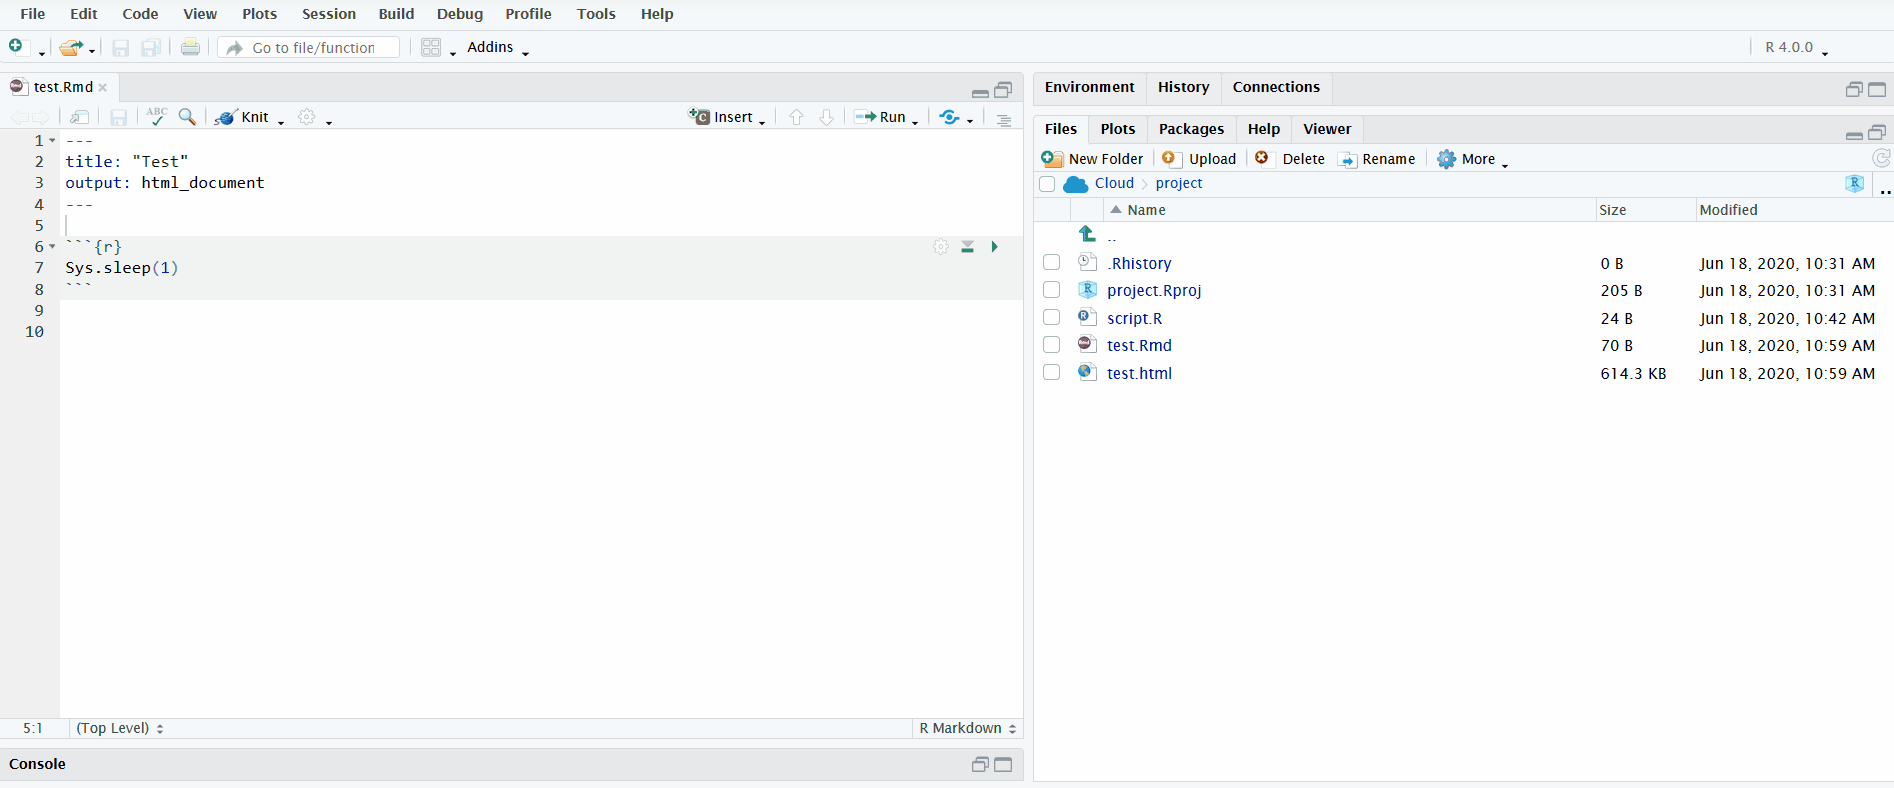 File Edit Code View Plots Session Build Debug Profile Tools Help
Go to file/function Addins R 4.0.0
test.Rmd
ABC Knit Insert Run
1 ---
2 title: "Test"
3 output: html_document
4 ---
5
6 ```{r}
7 Sys.sleep(1)
8 ```
9
10
5:1 (Top Level) R Markdown
Console
Environment History Connections
Files Plots Packages Help Viewer
New Folder Upload Delete Rename More
Cloud project ..
Name Size Modified
..
.Rhistory 0 B Jun 18, 2020, 10:31 AM
project.Rproj 205 B Jun 18, 2020, 10:31 AM
script.R 24 B Jun 18, 2020, 10:42 AM
test.Rmd 70 B Jun 18, 2020, 10:59 AM
test.html 614.3 KB Jun 18, 2020, 10:59 AM